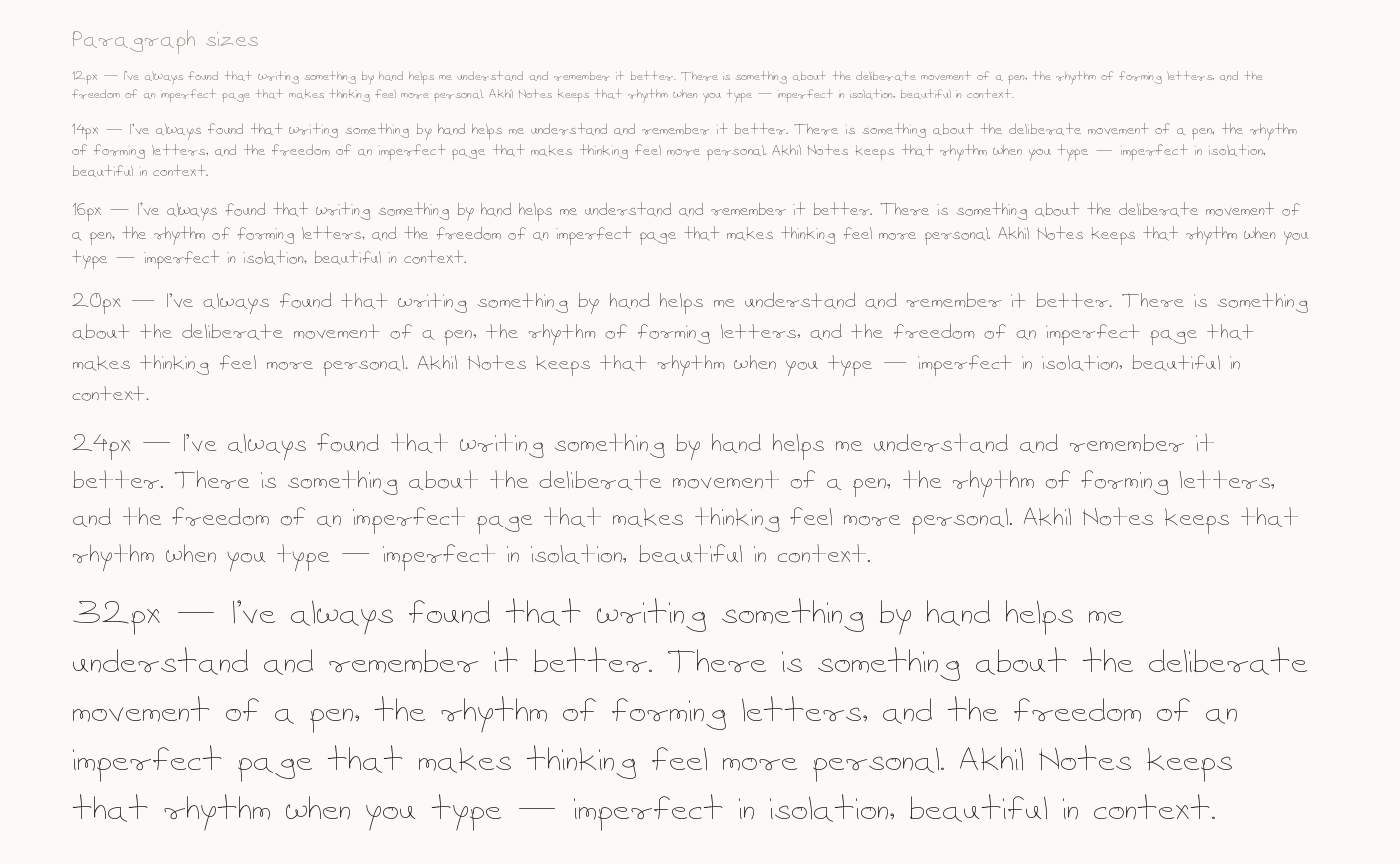 Paragraph sizes
12px — I've always found that writing something by hand helps me understand and remember it better. There is something about the deliberate movement of a pen, the rhythm of forming letters, and the
freedom of an imperfect page that makes thinking feel more personal. Akhil Notes keeps that rhythm when you type — imperfect in isolation, beautiful in context.
14px — I've always found that writing something by hand helps me understand and remember it better. There is something about the deliberate movement of a pen, the rhythm
of forming letters, and the freedom of an imperfect page that makes thinking feel more personal. Akhil Notes keeps that rhythm when you type — imperfect in isolation,
beautiful in context.
16px — I've always found that writing something by hand helps me understand and remember it better. There is something about the deliberate movement of
a pen, the rhythm of forming letters, and the freedom of an imperfect page that makes thinking feel more personal. Akhil Notes keeps that rhythm when you
type — imperfect in isolation, beautiful in context.
20px — I've always found that writing something by hand helps me understand and remember it better. There is something
about the deliberate movement of a pen, the rhythm of forming letters, and the freedom of an imperfect page that
makes thinking feel more personal. Akhil Notes keeps that rhythm when you type — imperfect in isolation, beautiful in
context.
24px — I've always found that writing something by hand helps me understand and remember it
better. There is something about the deliberate movement of a pen, the rhythm of forming letters,
and the freedom of an imperfect page that makes thinking feel more personal. Akhil Notes keeps that
rhythm when you type — imperfect in isolation, beautiful in context.
32px — I've always found that writing something by hand helps me
understand and remember it better. There is something about the deliberate
movement of a pen, the rhythm of forming letters, and the freedom of an
imperfect page that makes thinking feel more personal. Akhil Notes keeps
that rhythm when you type — imperfect in isolation, beautiful in context.